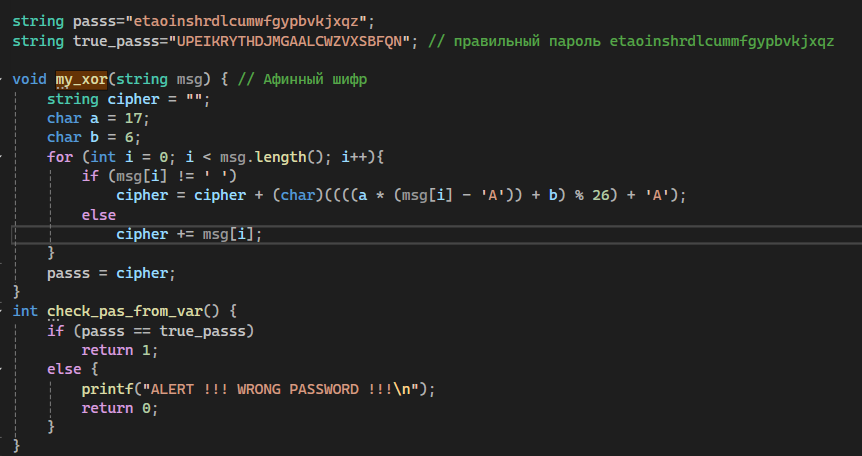 string passs="etaoinshrdlcumwfgypbvkjxqz";
string true_passs="UPEIKRYTHDJMGAALCWZVXSBFQN"; // правильный пароль etaoinshrdlcummfgypbvkjxqz
void my_xor(string msg) { // Афинный шифр
string cipher = "";
char a = 17;
char b = 6;
for (int i = 0; i < msg.length(); i++){
if (msg[i] != ' ')
cipher = cipher + (char)((((a * (msg[i] - 'A')) + b) % 26) + 'A');
else
cipher += msg[i];
}
passs = cipher;
}
int check_pas_from_var() {
if (passs == true_passs)
return 1;
else {
printf("ALERT !!! WRONG PASSWORD !!!\n");
return 0;
}
}